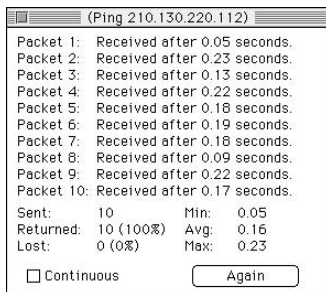 (Ping 210.130.220.112)
Packet 1: Received after 0.05 seconds.
Packet 2: Received after 0.23 seconds.
Packet 3: Received after 0.13 seconds.
Packet 4: Received after 0.22 seconds.
Packet 5: Received after 0.18 seconds.
Packet 6: Received after 0.19 seconds.
Packet 7: Received after 0.18 seconds.
Packet 8: Received after 0.09 seconds.
Packet 9: Received after 0.22 seconds.
Packet 10: Received after 0.17 seconds.
Sent: 10 Min: 0.05
Returned: 10 (100%) Avg: 0.16
Lost: 0 (0%) Max: 0.23
Continuous Again